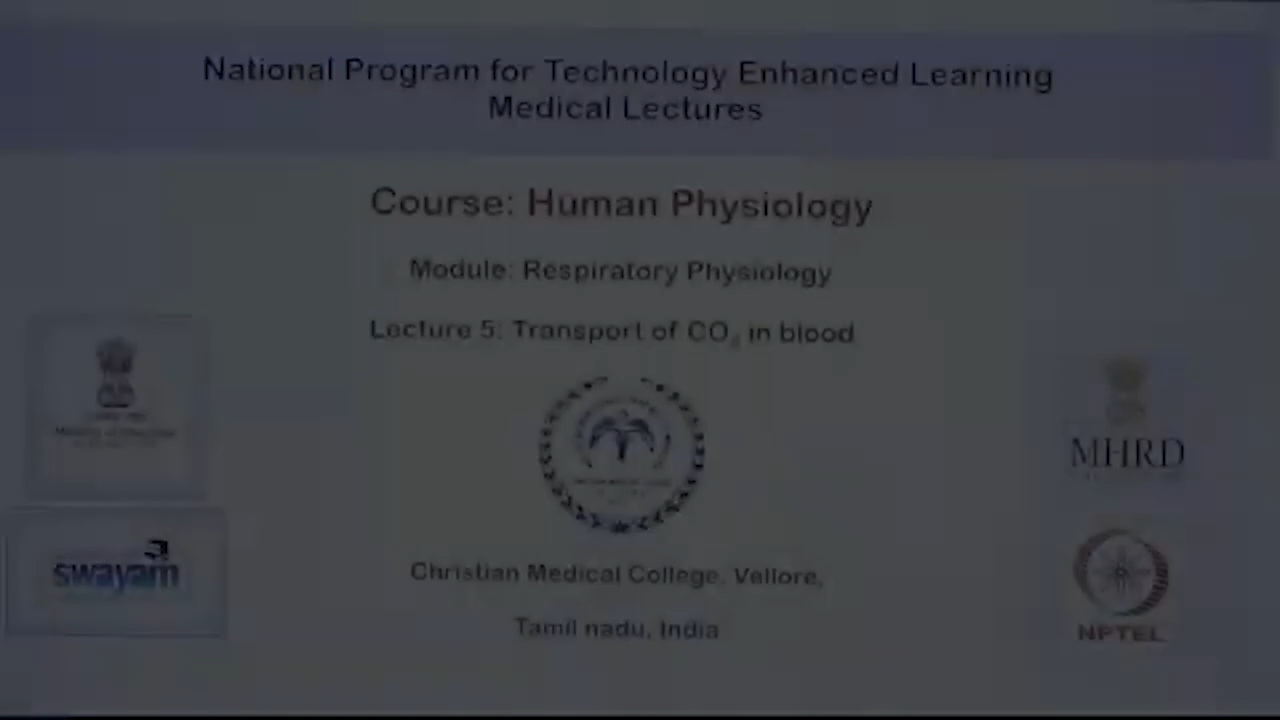 National Program for Technology Enhanced Learning
Medical Lectures
Course: Human Physiology
Module: Respiratory Physiology
Lecture 5: Transport of CO₂ in blood
MHRD
swayam
Christian Medical College, Vellore,
Tamil nadu, India
NPTEL